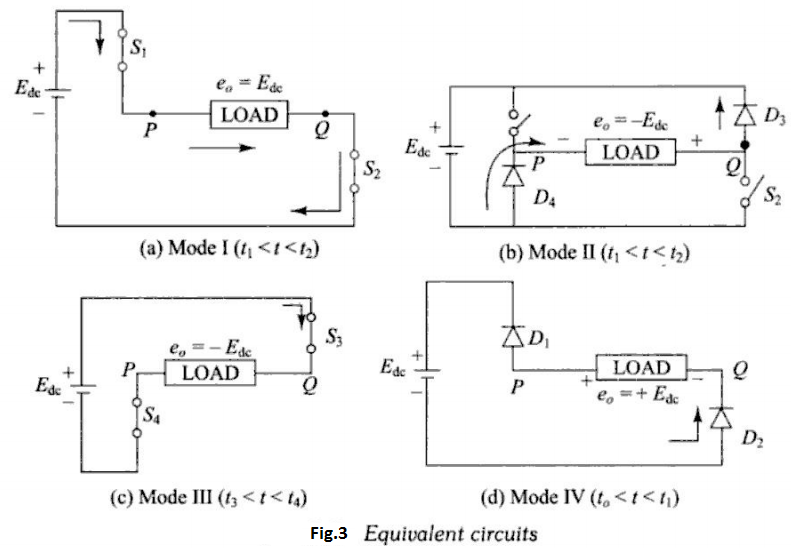 S₁
+
E_dc
−
e_o = E_dc
LOAD
P
Q
S₂
(a) Mode I (t₁ < t < t₂)
D₃
e_o = −E_dc
+
E_dc
−
−
LOAD
+
P
Q
D₄
S₂
(b) Mode II (t₁ < t < t₂)
S₃
e_o = − E_dc
+
E_dc
−
P
LOAD
Q
S₄
(c) Mode III (t₃ < t < t₄)
D₁
+
E_dc
−
LOAD
P
+
−
Q
e_o = + E_dc
D₂
(d) Mode IV (t_o < t < t₁)
Fig.3 Equivalent circuits